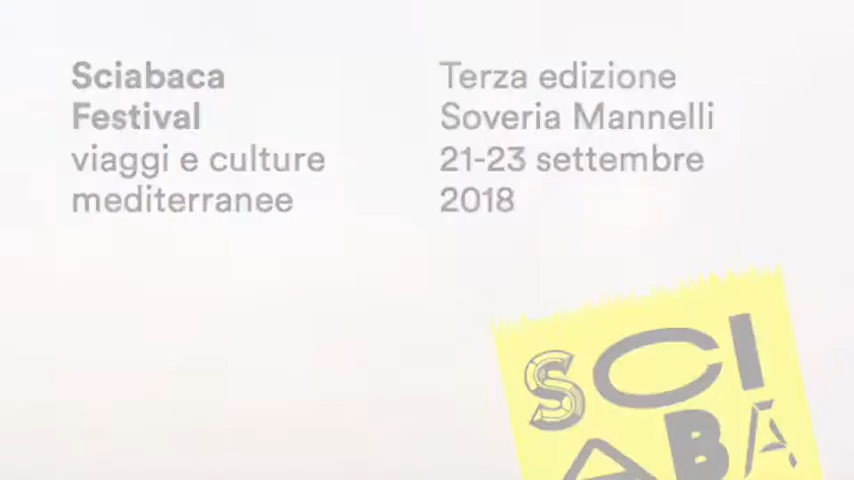 Sciabaca
Festival
viaggi e culture
mediterranee
Terza edizione
Soveria Mannelli
21-23 settembre
2018
SCI
ABA